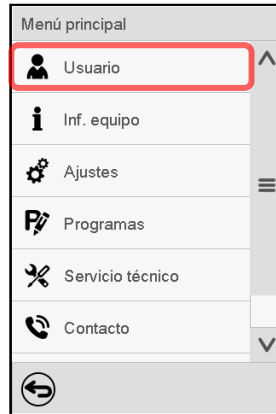 Menú principal
Usuario
Inf. equipo
Ajustes
Programas
Servicio técnico
Contacto